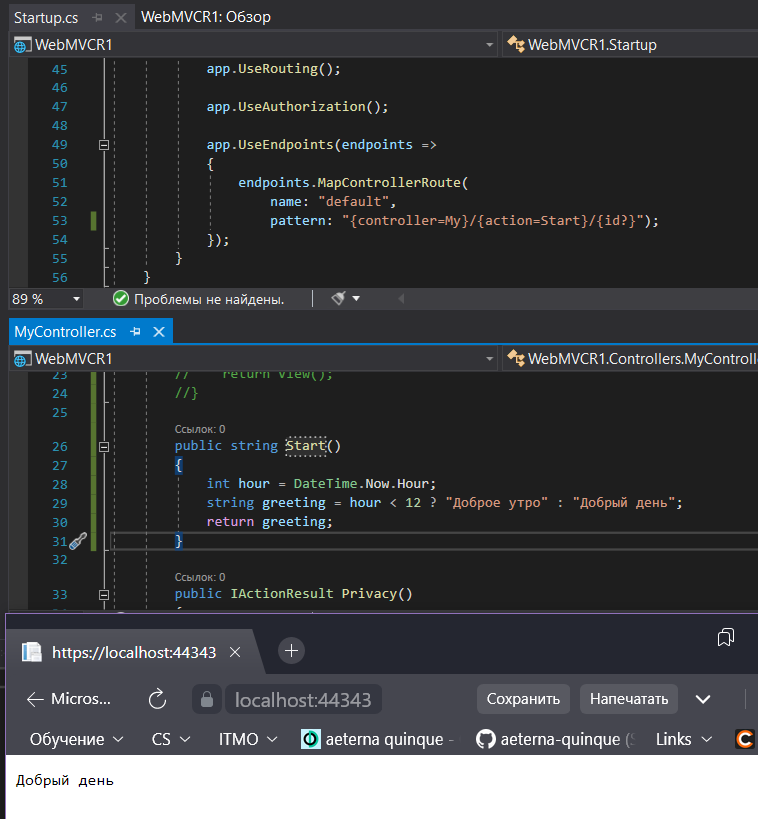 Startup.cs
WebMVCR1: Обзор
WebMVCR1
WebMVCR1.Startup
45 app.UseRouting();
46
47 app.UseAuthorization();
48
49 app.UseEndpoints(endpoints =>
50 {
51 endpoints.MapControllerRoute(
52 name: "default",
53 pattern: "{controller=My}/{action=Start}/{id?}");
54 });
55 }
56 }
89 %
Проблемы не найдены.
MyController.cs
WebMVCR1
WebMVCR1.Controllers.MyControll
23 // return View();
24 //}
25
Ссылок: 0
26 public string Start()
27 {
28 int hour = DateTime.Now.Hour;
29 string greeting = hour < 12 ? "Доброе утро" : "Добрый день";
30 return greeting;
31 }
32
Ссылок: 0
33 public IActionResult Privacy()
https://localhost:44343
Micros...
localhost:44343
Сохранить
Напечатать
Обучение
CS
ITMO
aeterna quinque -
aeterna-quinque (
Links
Добрый день